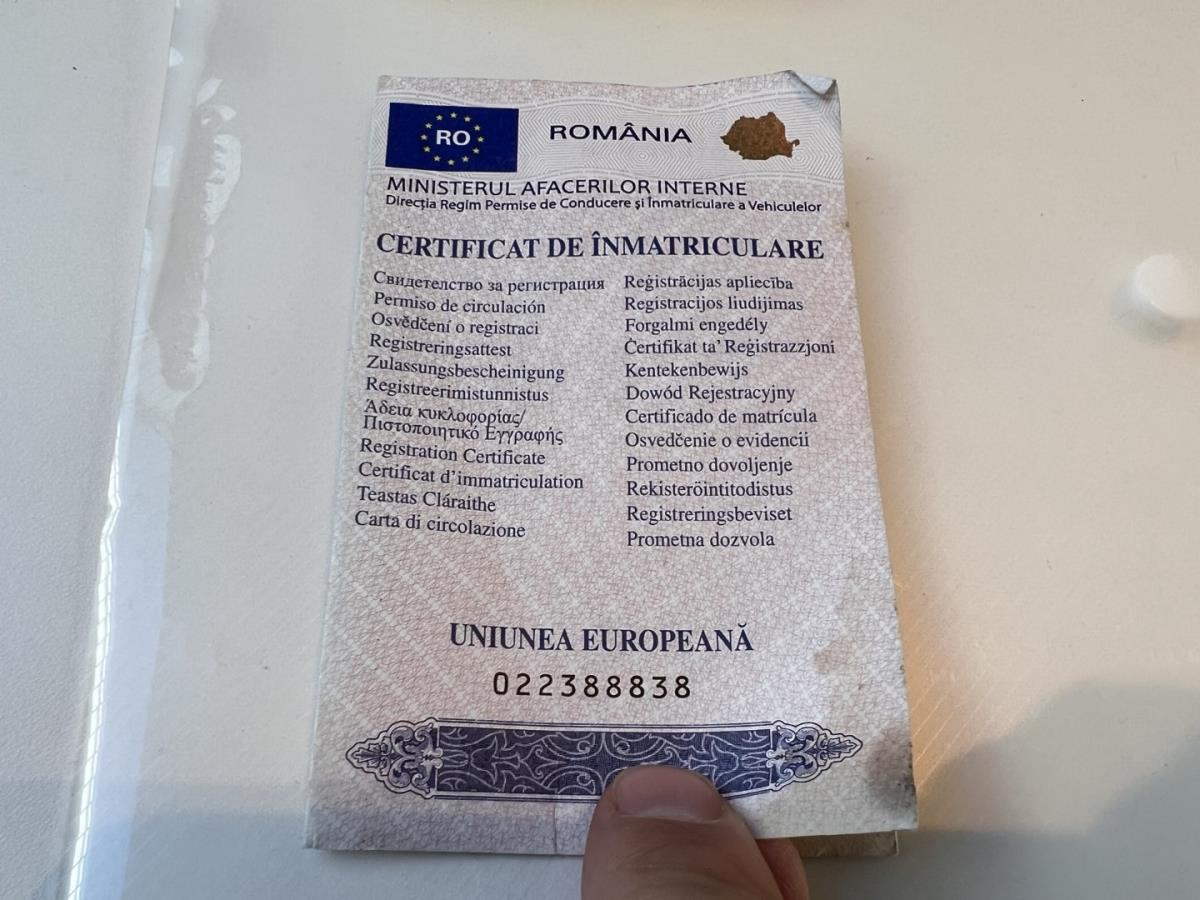 RO
ROMÂNIA
MINISTERUL AFACERILOR INTERNE
Direcția Regim Permise de Conducere și Înmatriculare a Vehiculelor
CERTIFICAT DE ÎNMATRICULARE
Свидетелство за регистрация
Permiso de circulación
Osvědčení o registraci
Registreringsattest
Zulassungsbescheinigung
Registreerimistunnistus
Άδεια κυκλοφορίας/
Πιστοποιητικό Εγγραφής
Registration Certificate
Certificat d'immatriculation
Teastas Cláraithe
Carta di circolazione
Reģistrācijas apliecība
Registracijos liudijimas
Forgalmi engedély
Ċertifikat ta' Reġistrazzjoni
Kentekenbewijs
Dowód Rejestracyjny
Certificado de matrícula
Osvedčenie o evidencii
Prometno dovoljenje
Rekisteröintitodistus
Registreringsbeviset
Prometna dozvola
UNIUNEA EUROPEANĂ
022388838